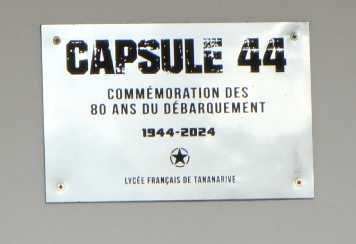 CAPSULE 44
COMMÉMORATION DES
80 ANS DU DÉBARQUEMENT
1944-2024
LYCÉE FRANÇAIS DE TANANARIVE